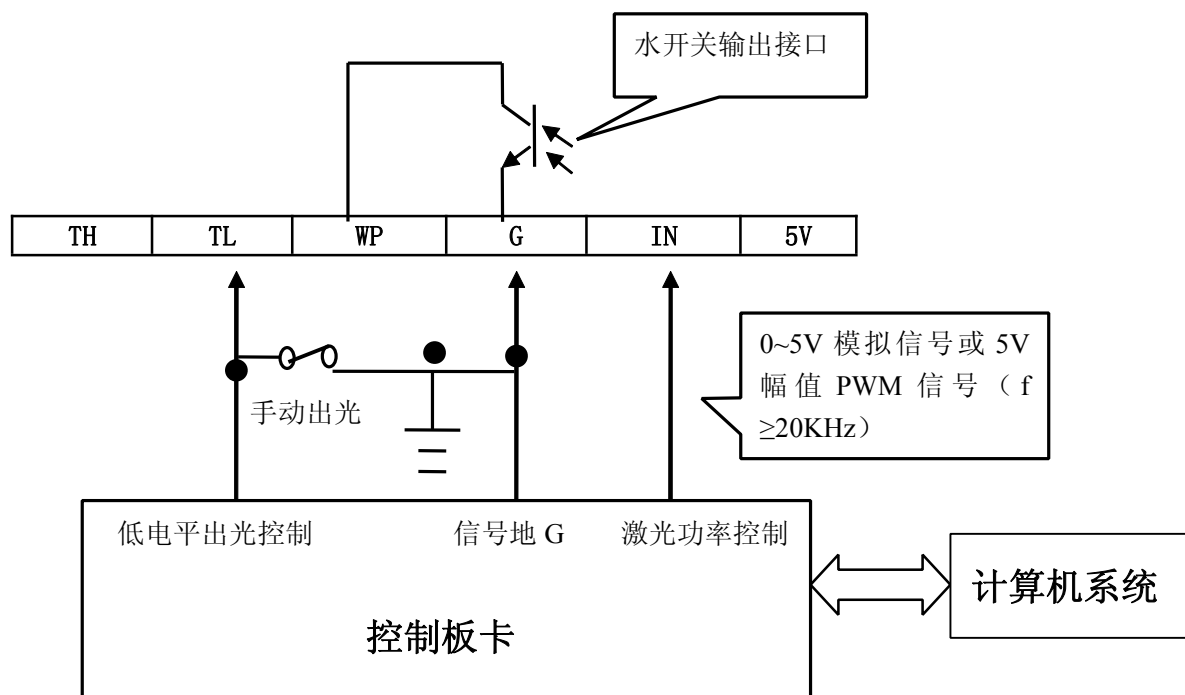 水开关输出接口
TH TL WP G IN 5V
0~5V 模拟信号或 5V
幅值 PWM 信号（f
≥20KHz）
手动出光
低电平出光控制 信号地 G 激光功率控制
计算机系统
控制板卡